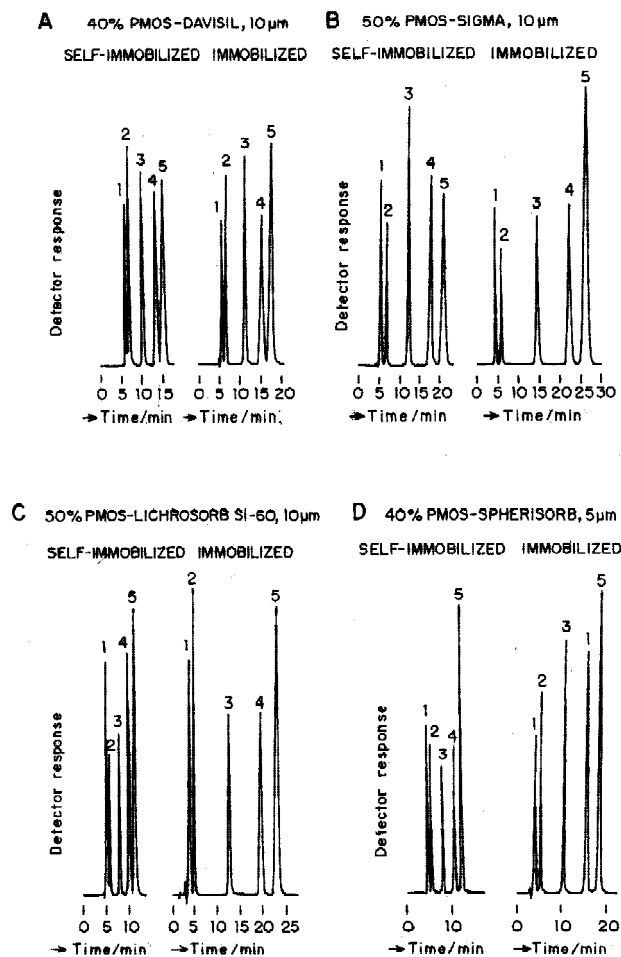 A 40% PMOS-DAVISIL, 10µm
SELF-IMMOBILIZED IMMOBILIZED
Detector response
1 2 3 4 5
1 2 3 4 5
0 5 10 15
0 5 10 15 20
Time/min
Time/min
B 50% PMOS-SIGMA, 10µm
SELF-IMMOBILIZED IMMOBILIZED
Detector response
1 2 3 4 5
1 2 3 4 5
0 5 10 15 20
0 5 10 15 20 25 30
Time/min
Time/min
C 50% PMOS-LICHROSORB SI-60, 10µm
SELF-IMMOBILIZED IMMOBILIZED
Detector response
1 2 3 4 5
1 2 3 4 5
0 5 10
0 5 10 15 20 25
Time/min
Time/min
D 40% PMOS-SPHERISORB, 5µm
SELF-IMMOBILIZED IMMOBILIZED
Detector response
1 2 3 4 5
1 2 3 1 5
0 10
0 10 20
Time/min
Time/min